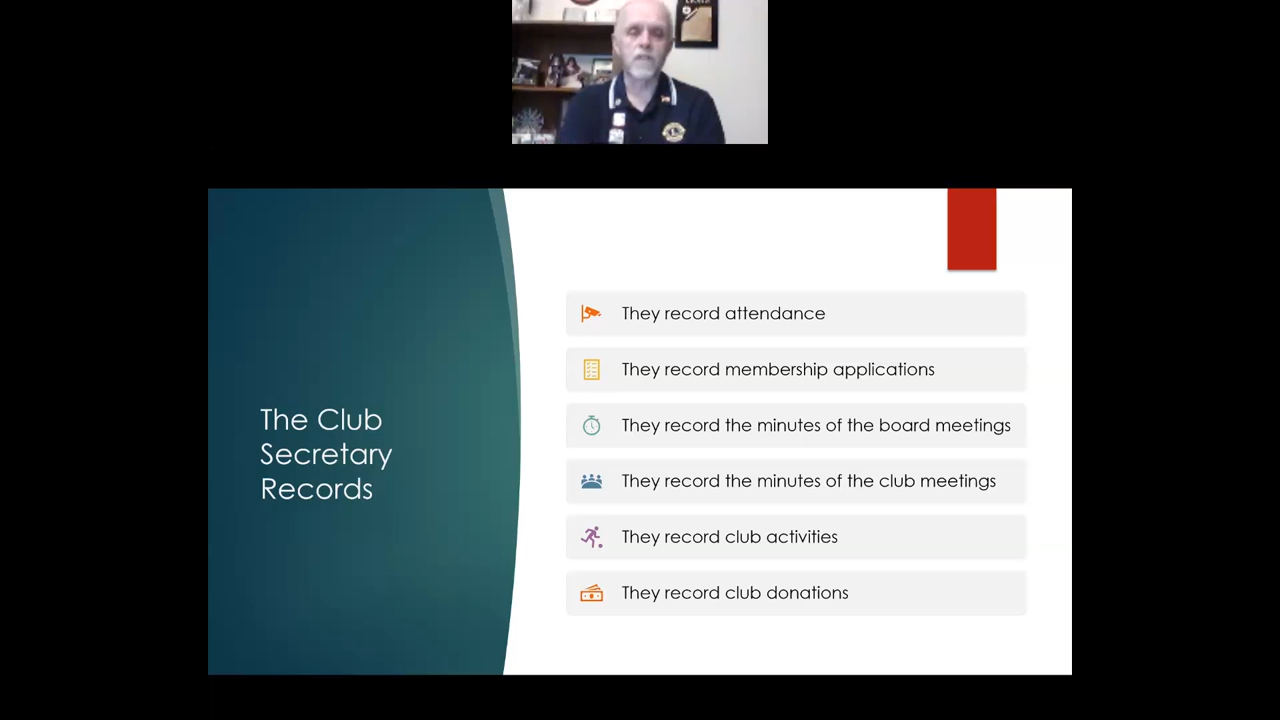 The Club
Secretary
Records
They record attendance
They record membership applications
They record the minutes of the board meetings
They record the minutes of the club meetings
They record club activities
They record club donations